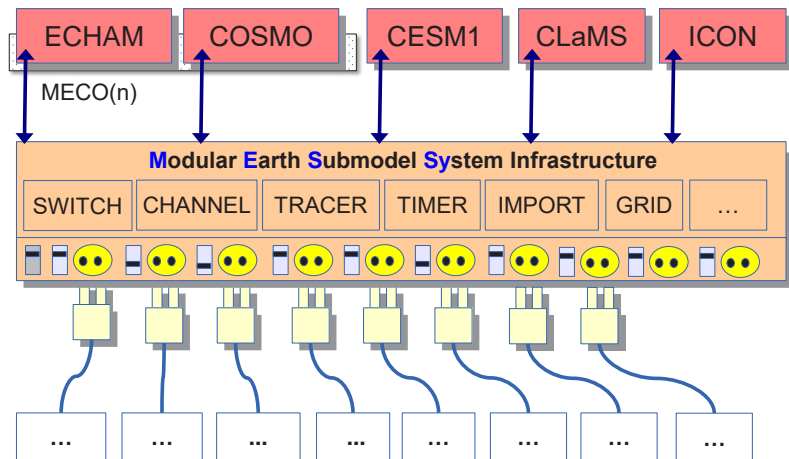 ECHAM COSMO CESM1 CLaMS ICON
MECO(n)
Modular Earth Submodel System Infrastructure
SWITCH CHANNEL TRACER TIMER IMPORT GRID ...
... ... ... ... ... ... ... ...